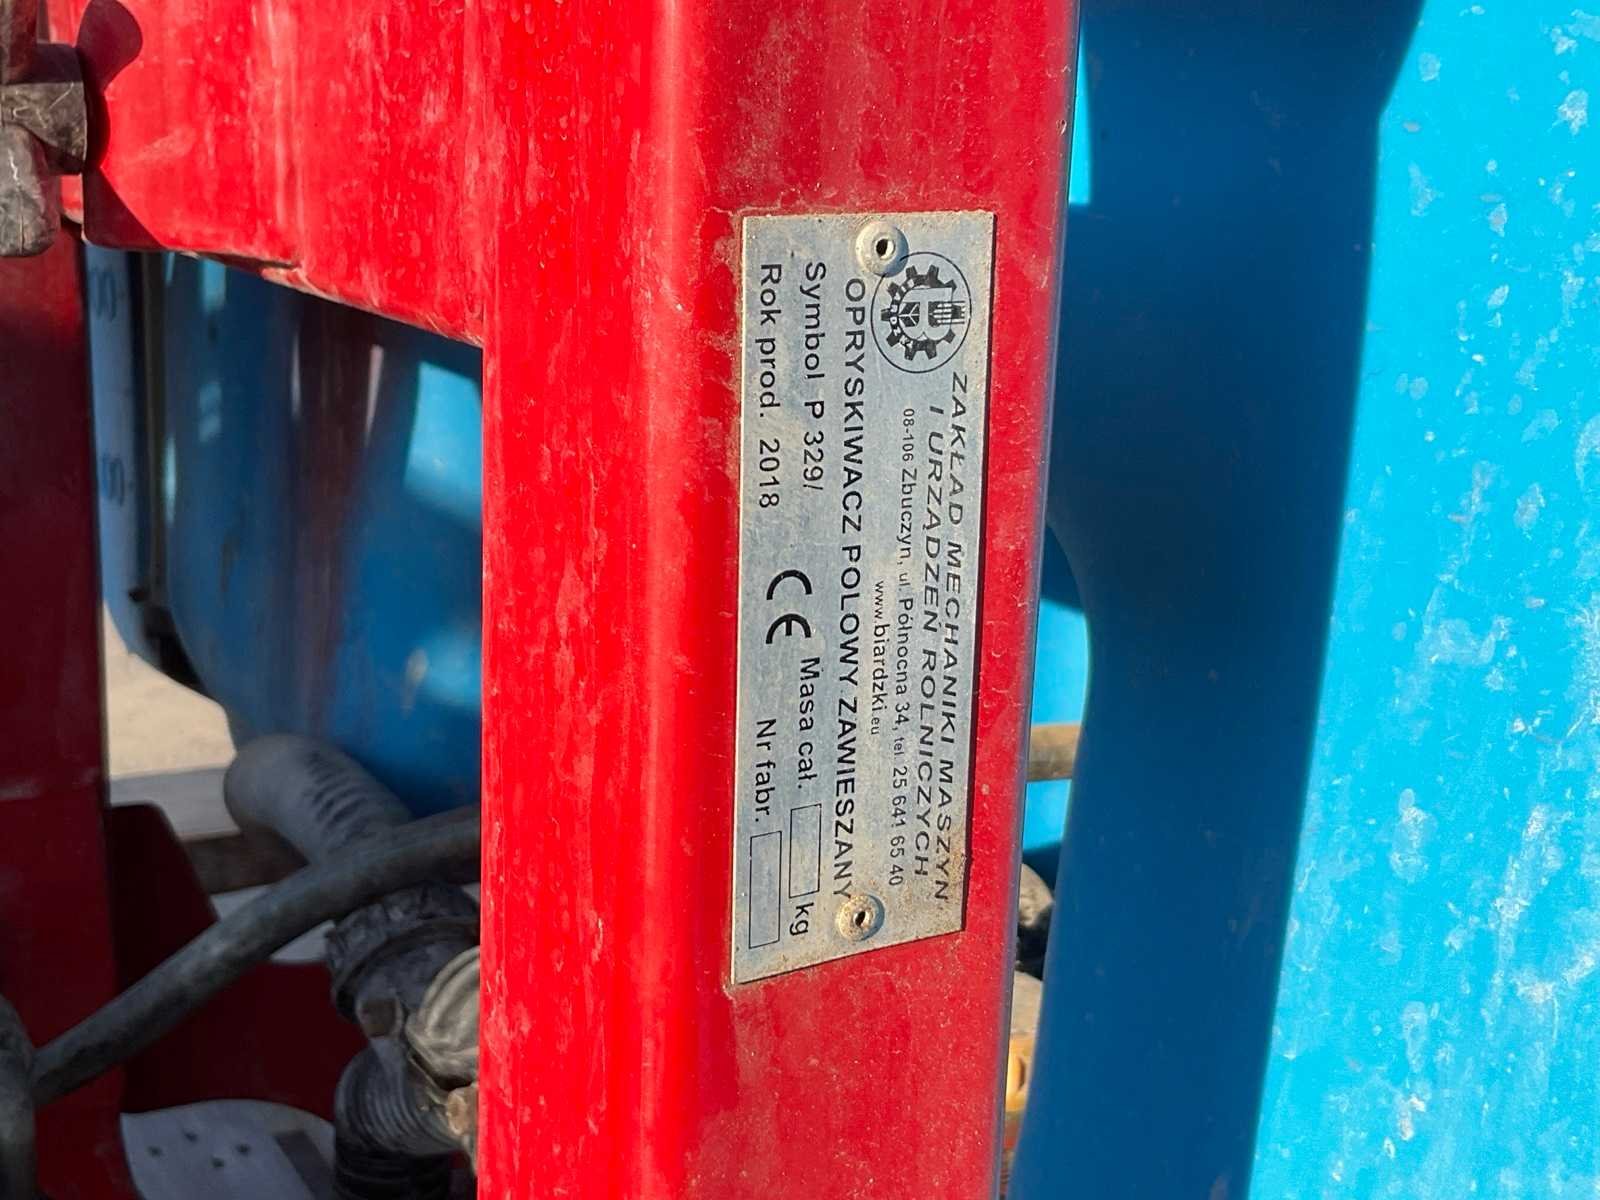 ZAKŁAD MECHANIKI MASZYN
I URZĄDZEŃ ROLNICZYCH
08-106 Zbuczyn, ul. Północna 34, tel 25 641 65 40
www.biardzki.eu
OPRYSKIWACZ POLOWY ZAWIESZANY
Symbol P 329/ Masa cał. kg
Rok prod. 2018 CE Nr fabr.